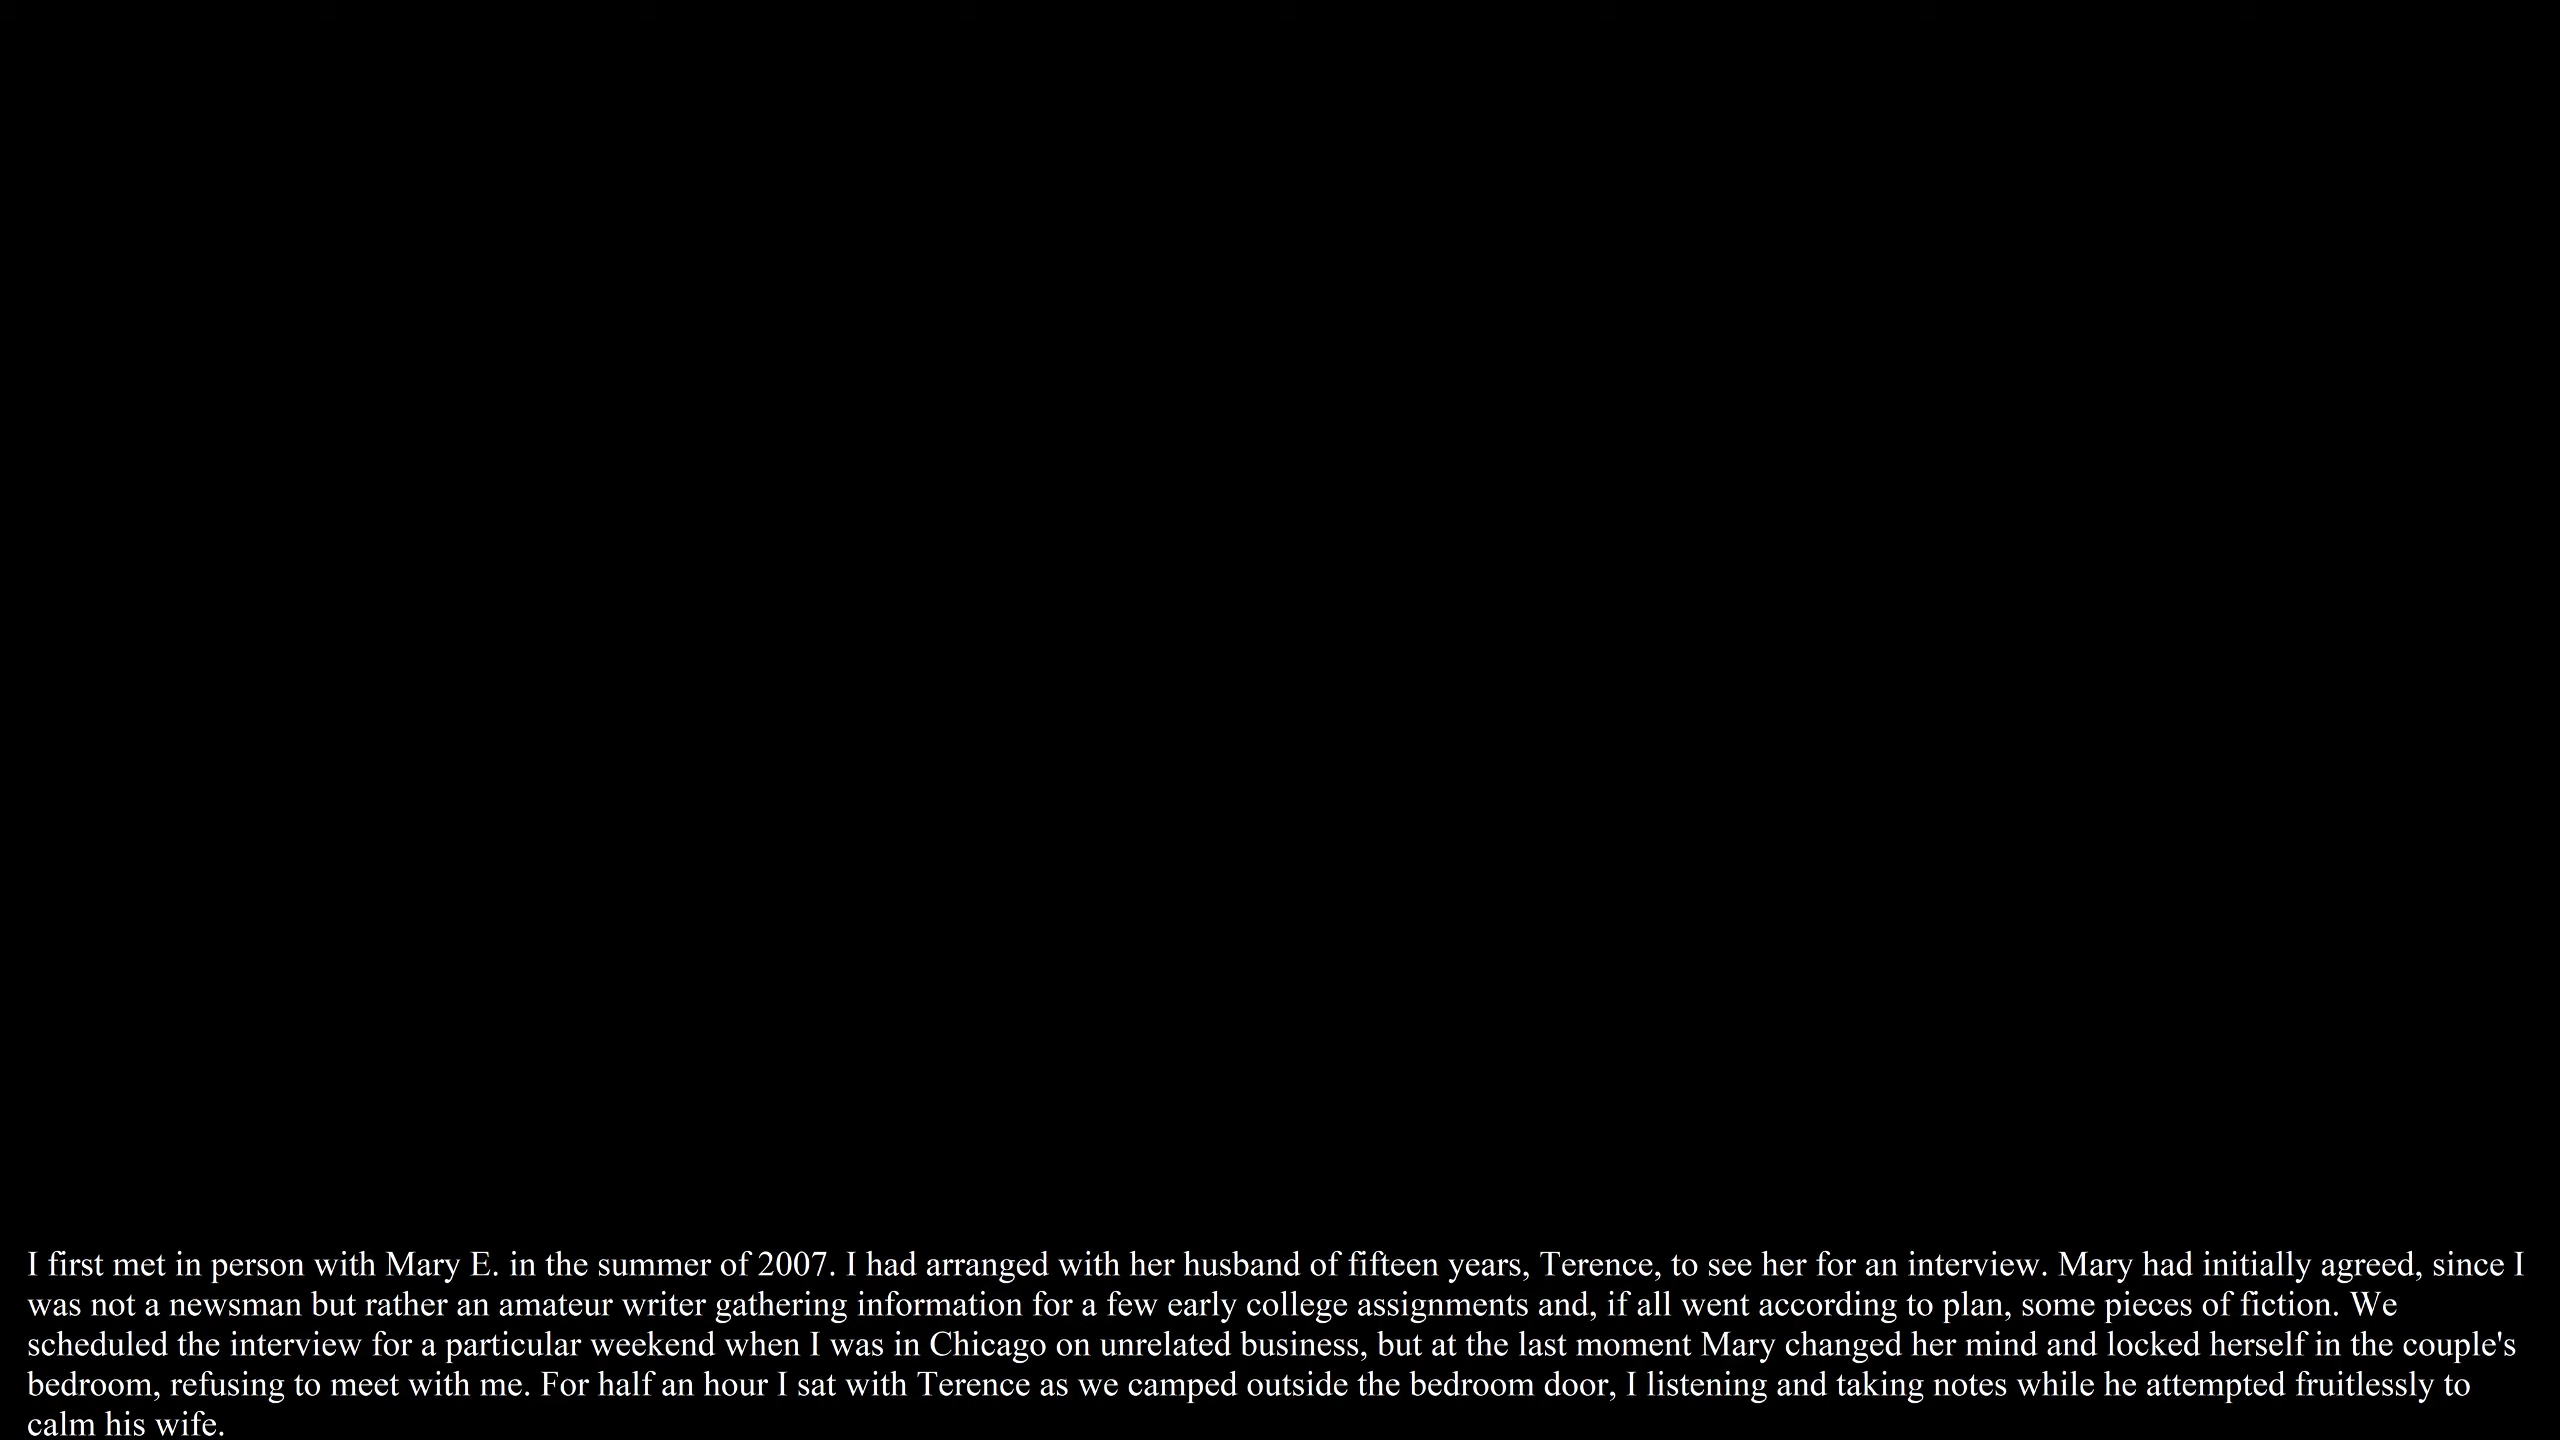 I first met in person with Mary E. in the summer of 2007. I had arranged with her husband of fifteen years, Terence, to see her for an interview. Mary had initially agreed, since I
was not a newsman but rather an amateur writer gathering information for a few early college assignments and, if all went according to plan, some pieces of fiction. We
scheduled the interview for a particular weekend when I was in Chicago on unrelated business, but at the last moment Mary changed her mind and locked herself in the couple's
bedroom, refusing to meet with me. For half an hour I sat with Terence as we camped outside the bedroom door, I listening and taking notes while he attempted fruitlessly to
calm his wife.